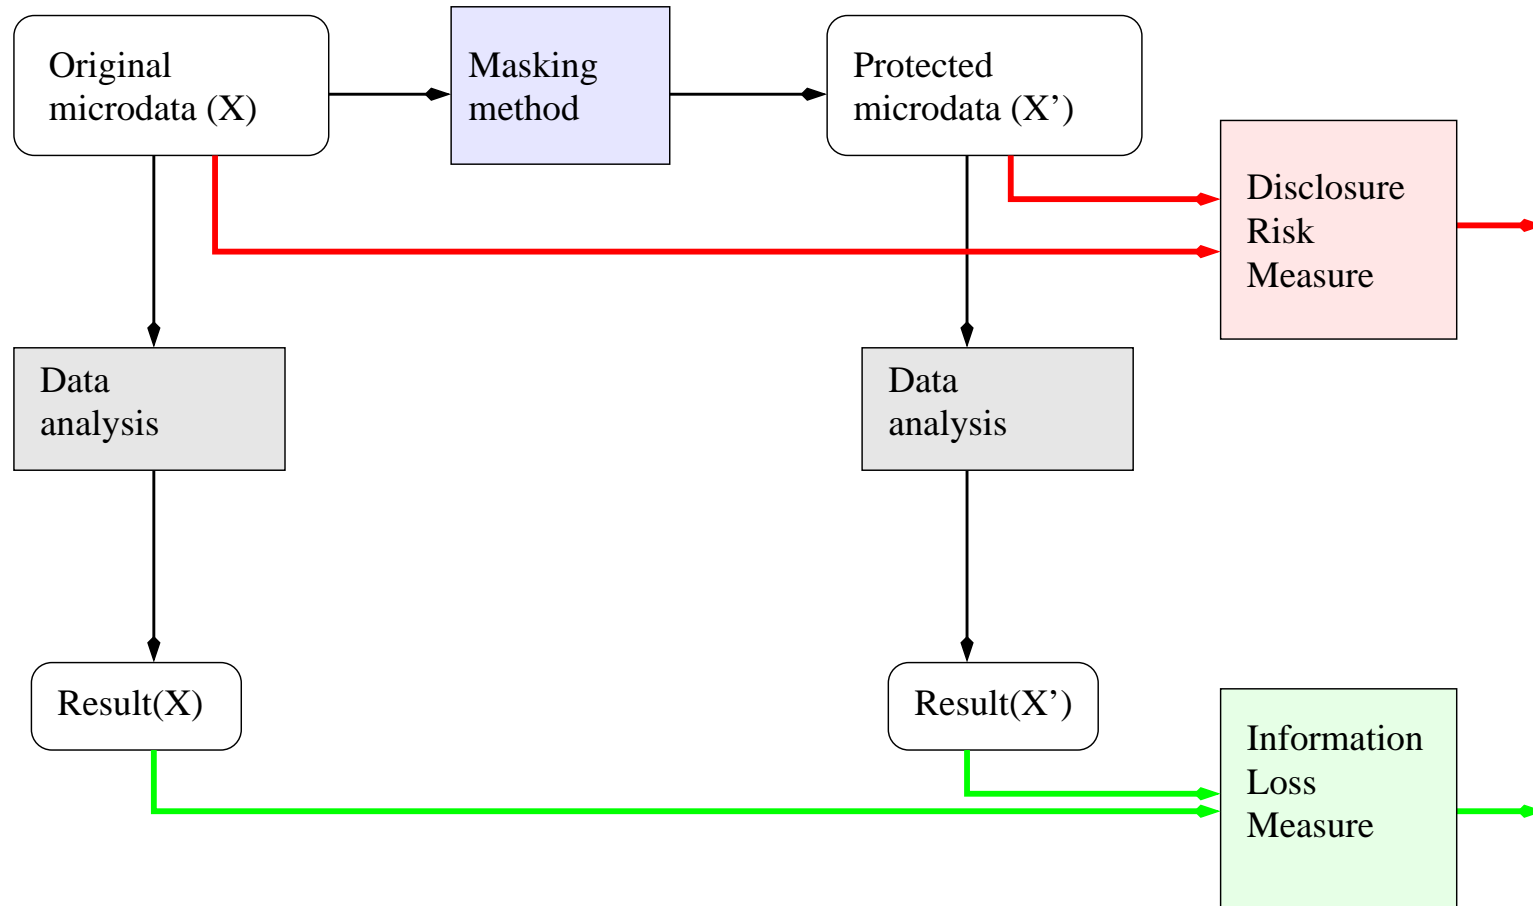 Original
microdata (X)
Masking
method
Protected
microdata (X’)
Disclosure
Risk
Measure
Data
analysis
Data
analysis
Result(X)
Result(X’)
Information
Loss
Measure